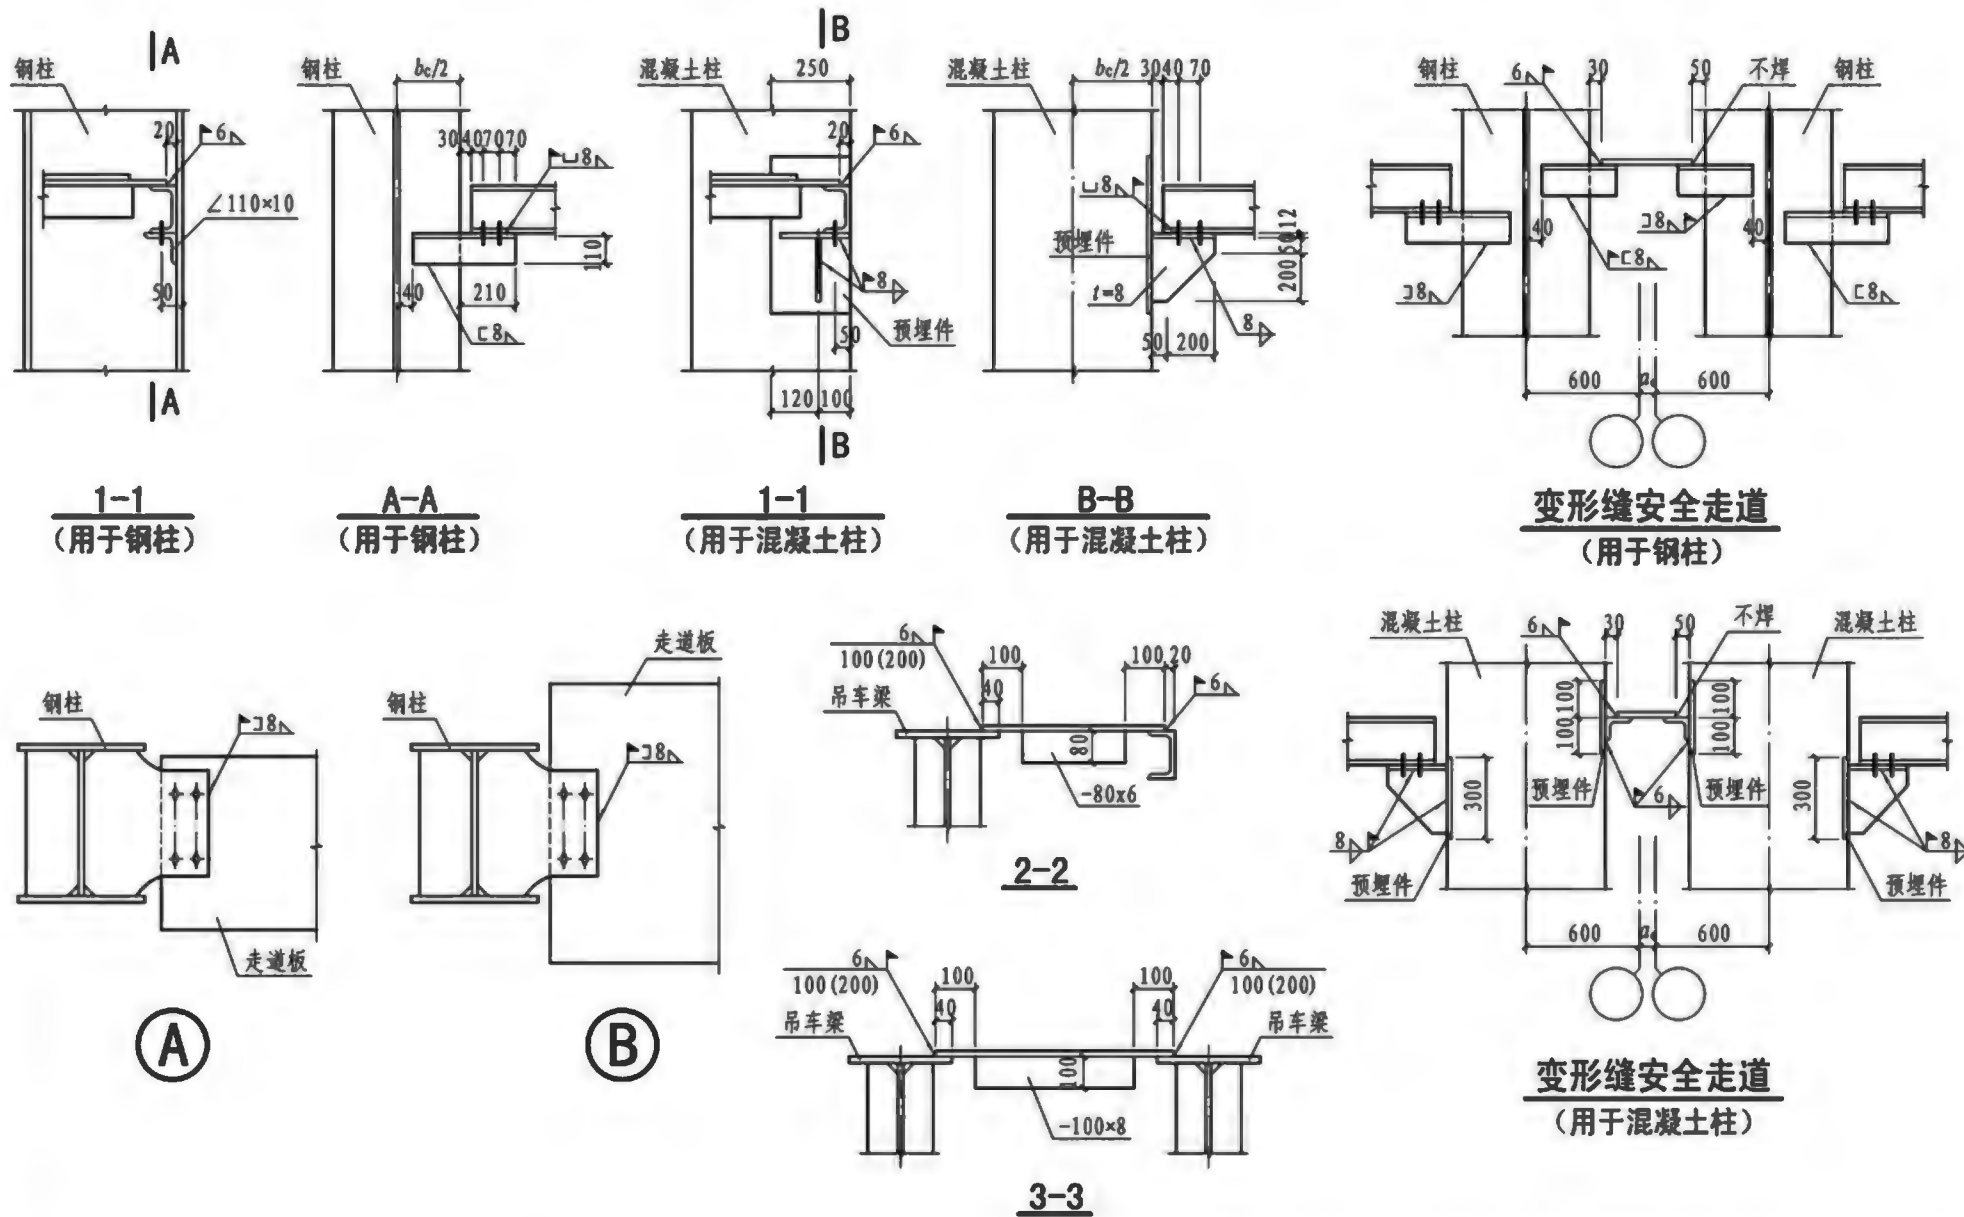 A
钢柱
20
6
∠110×10
50
A
1-1
(用于钢柱)
钢柱
bc/2
30 40 70 70
8
110
40
210
8
A-A
(用于钢柱)
B
混凝土柱
250
20
6
8
50
预埋件
120 100
B
1-1
(用于混凝土柱)
混凝土柱
bc/2
30 40 70
8
预埋件
12
50
200
t=8
8
50 200
B-B
(用于混凝土柱)
钢柱
6
30
50
不焊
钢柱
40
8
40
8
8
8
600
a
600
变形缝安全走道
(用于钢柱)
钢柱
8
走道板
A
走道板
钢柱
8
B
6
100(200)
吊车梁
100
40
100 20
6
80
-80x6
2-2
6
100(200)
吊车梁
100
40
100
40
6
100(200)
吊车梁
100
-100×8
3-3
混凝土柱
6
30
50
不焊
混凝土柱
100 100
100 100
300
预埋件
6
预埋件
300
8
预埋件
8
预埋件
600
a
600
变形缝安全走道
(用于混凝土柱)